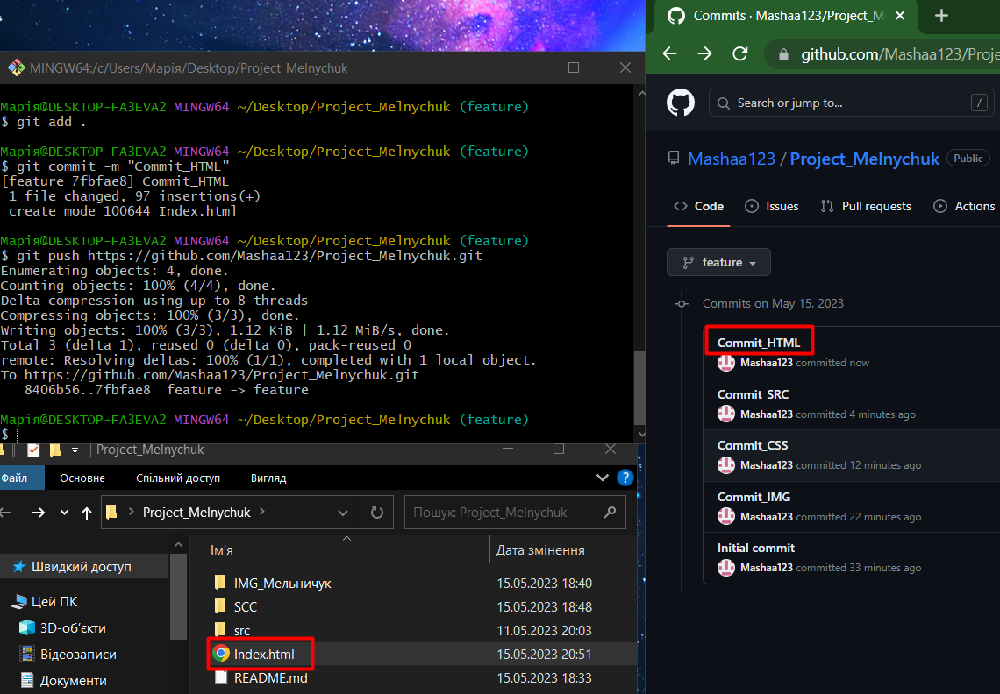 MINGW64:/c/Users/Марія/Desktop/Project_Melnychuk
Марія@DESKTOP-FA3EVA2 MINGW64 ~/Desktop/Project_Melnychuk (feature)
$ git add .
Марія@DESKTOP-FA3EVA2 MINGW64 ~/Desktop/Project_Melnychuk (feature)
$ git commit -m "Commit_HTML"
[feature 7fbfae8] Commit_HTML
1 file changed, 97 insertions(+)
create mode 100644 Index.html
Марія@DESKTOP-FA3EVA2 MINGW64 ~/Desktop/Project_Melnychuk (feature)
$ git push https://github.com/Mashaa123/Project_Melnychuk.git
Enumerating objects: 4, done.
Counting objects: 100% (4/4), done.
Delta compression using up to 8 threads
Compressing objects: 100% (3/3), done.
Writing objects: 100% (3/3), 1.12 KiB | 1.12 MiB/s, done.
Total 3 (delta 1), reused 0 (delta 0), pack-reused 0
remote: Resolving deltas: 100% (1/1), completed with 1 local object.
To https://github.com/Mashaa123/Project_Melnychuk.git
8406b56..7fbfae8  feature -> feature
Марія@DESKTOP-FA3EVA2 MINGW64 ~/Desktop/Project_Melnychuk (feature)
$
Project_Melnychuk
Файл Основне Спільний доступ Вигляд
Project_Melnychuk
Пошук: Project_Melnychuk
Швидкий доступ
Цей ПК
3D-об’єкти
Відеозаписи
Документи
Ім’я Дата змінення
IMG_Мельничук 15.05.2023 18:40
SCC 15.05.2023 18:48
src 11.05.2023 20:03
Index.html 15.05.2023 20:51
README.md 15.05.2023 18:33
Commits · Mashaa123/Project_M
github.com/Mashaa123/Proje
Search or jump to... /
Mashaa123 / Project_Melnychuk Public
Code Issues Pull requests Actions
feature
Commits on May 15, 2023
Commit_HTML
Mashaa123 committed now
Commit_SRC
Mashaa123 committed 4 minutes ago
Commit_CSS
Mashaa123 committed 12 minutes ago
Commit_IMG
Mashaa123 committed 22 minutes ago
Initial commit
Mashaa123 committed 33 minutes ago